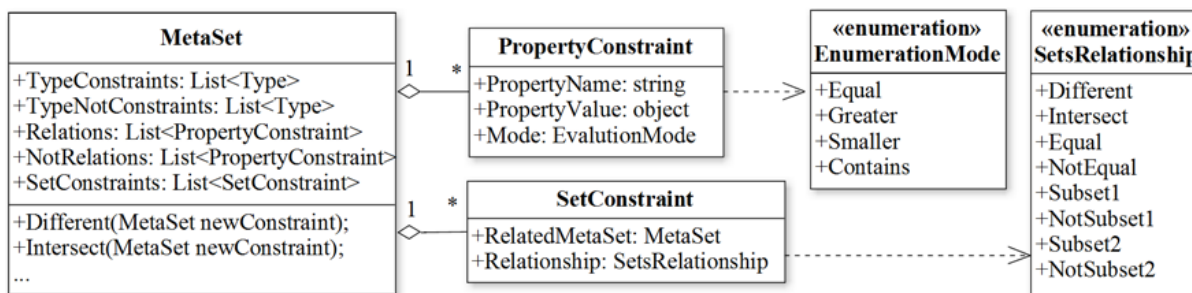 MetaSet
+TypeConstraints: List<Type>
+TypeNotConstraints: List<Type>
+Relations: List<PropertyConstraint>
+NotRelations: List<PropertyConstraint>
+SetConstraints: List<SetConstraint>
+Different(MetaSet newConstraint);
+Intersect(MetaSet newConstraint);
...
1
*
PropertyConstraint
+PropertyName: string
+PropertyValue: object
+Mode: EvalutionMode
1
*
SetConstraint
+RelatedMetaSet: MetaSet
+Relationship: SetsRelationship
«enumeration»
EnumerationMode
+Equal
+Greater
+Smaller
+Contains
«enumeration»
SetsRelationship
+Different
+Intersect
+Equal
+NotEqual
+Subset1
+NotSubset1
+Subset2
+NotSubset2